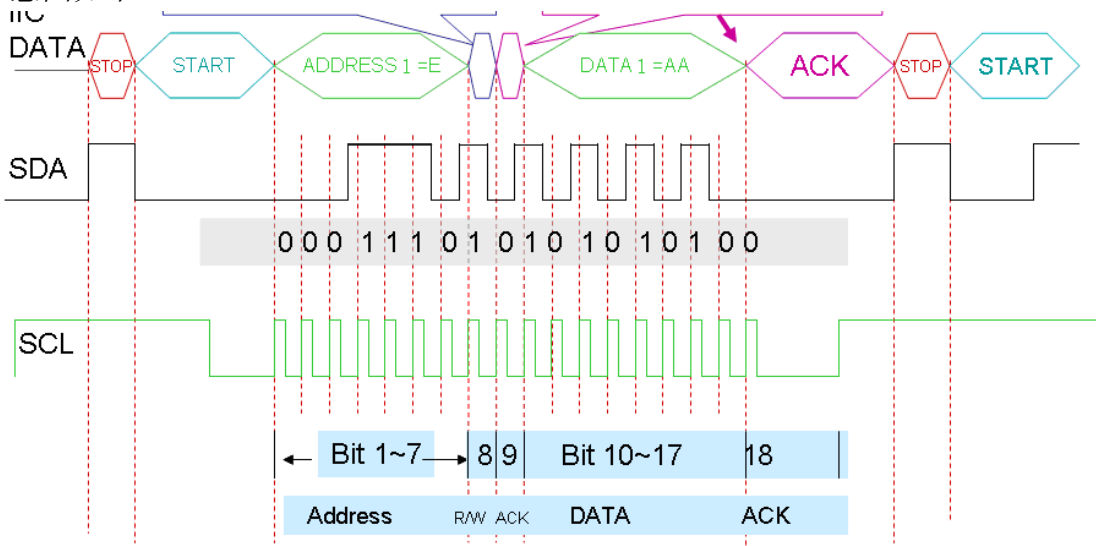 IIC
DATA
STOP START ADDRESS 1 =E DATA 1 =AA ACK STOP START
SDA
0 0 0 1 1 1 0 1 0 1 0 1 0 1 0 1 0 0
SCL
Bit 1~7 8 9 Bit 10~17 18
Address R/W ACK DATA ACK